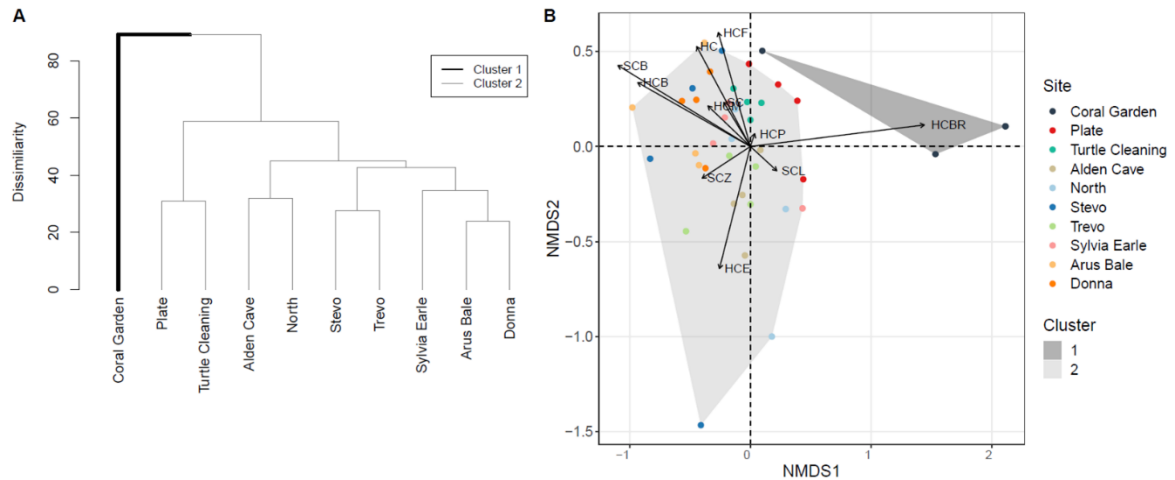 A
Dissimiliarity
80
60
40
20
0
Cluster 1
Cluster 2
Coral Garden
Plate
Turtle Cleaning
Alden Cave
North
Stevo
Trevo
Sylvia Earle
Arus Bale
Donna
B
NMDS2
0.5
0.0
−0.5
−1.0
−1.5
HCF
HC
SCB
HCB
SC
HCM
HCP
HCBR
SCL
SCZ
HCE
−1
0
1
2
NMDS1
Site
Coral Garden
Plate
Turtle Cleaning
Alden Cave
North
Stevo
Trevo
Sylvia Earle
Arus Bale
Donna
Cluster
1
2